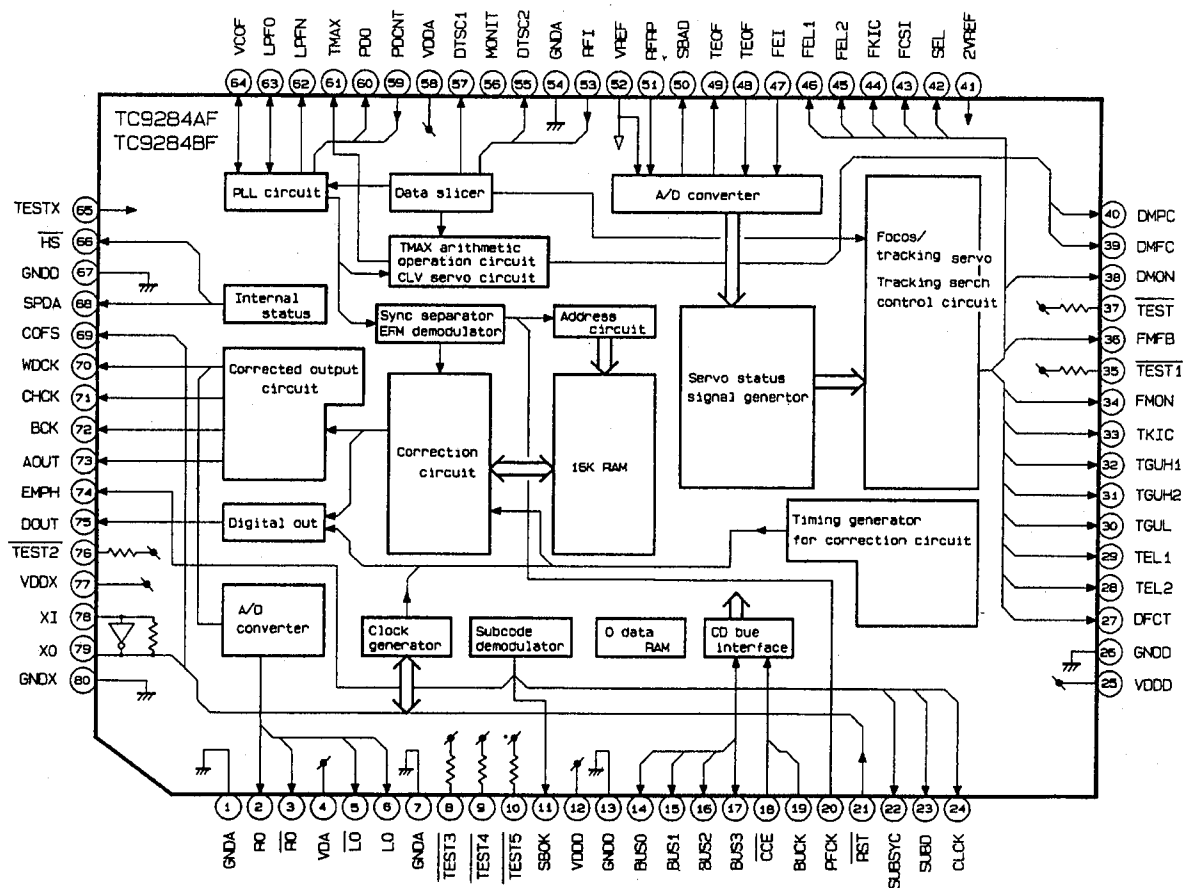 VCOF LPFO LPFN TMAX PDO PDCNT VDDA DTSC1 MONIT DTSC2 GNDA RFI VREF RFRP SBAD TEOF TEOF FEI FEL1 FEL2 FKIC FCSI SEL 2VREF
64 63 62 61 60 59 58 57 56 55 54 53 52 51 50 49 48 47 46 45 44 43 42 41
TC9284AF
TC9284BF
PLL circuit
Data slicer
A/D converter
TMAX arithmetic
operation circuit
CLV servo circuit
Focos/
tracking servo
Tracking serch
control circuit
Internal
status
Sync separator
EFM demodulator
Address
circuit
Corrected output
circuit
Servo status
signal genertor
Correction
circuit
16K RAM
Digital out
Timing generator
for correction circuit
A/D
converter
Clock
generator
Subcode
demodulator
O data
RAM
CD bus
interface
TESTX 65
HS 66
GNDD 67
SPDA 68
COFS 69
WDCK 70
CHCK 71
BCK 72
AOUT 73
EMPH 74
DOUT 75
TEST2 76
VDDX 77
XI 78
XO 79
GNDX 80
40 DMPC
39 DMFC
38 DMON
37 TEST
36 FMFB
35 TEST1
34 FMON
33 TKIC
32 TGUH1
31 TGUH2
30 TGUL
29 TEL1
28 TEL2
27 DFCT
26 GNDD
25 VDDD
1 2 3 4 5 6 7 8 9 10 11 12 13 14 15 16 17 18 19 20 21 22 23 24
GNDA RO RO VDA LO LO GNDA TEST3 TEST4 TEST5 SBOK VDDD GNDD BUS0 BUS1 BUS2 BUS3 CCE BUCK PFCK RST SUBSYC SUBD CLCK